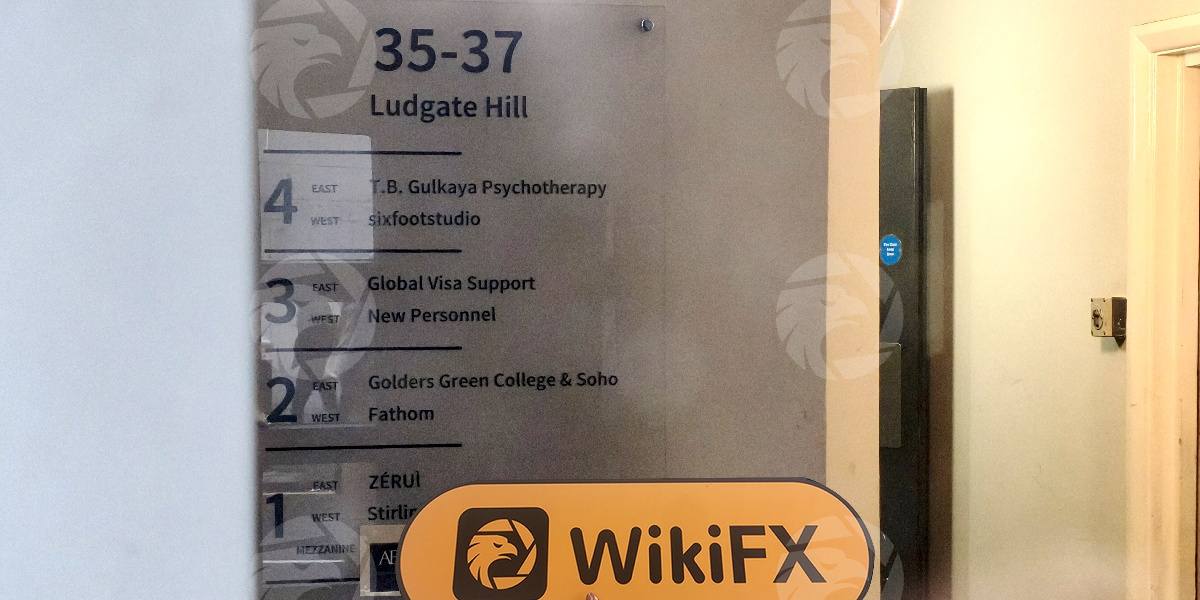 35-37
Ludgate Hill
4 EAST T.B. Gulkaya Psychotherapy
WEST sixfootstudio
3 EAST Global Visa Support
WEST New Personnel
2 EAST Golders Green College & Soho
WEST Fathom
1 EAST ZÉRUÌ
WEST
MEZZANINE
WikiFX